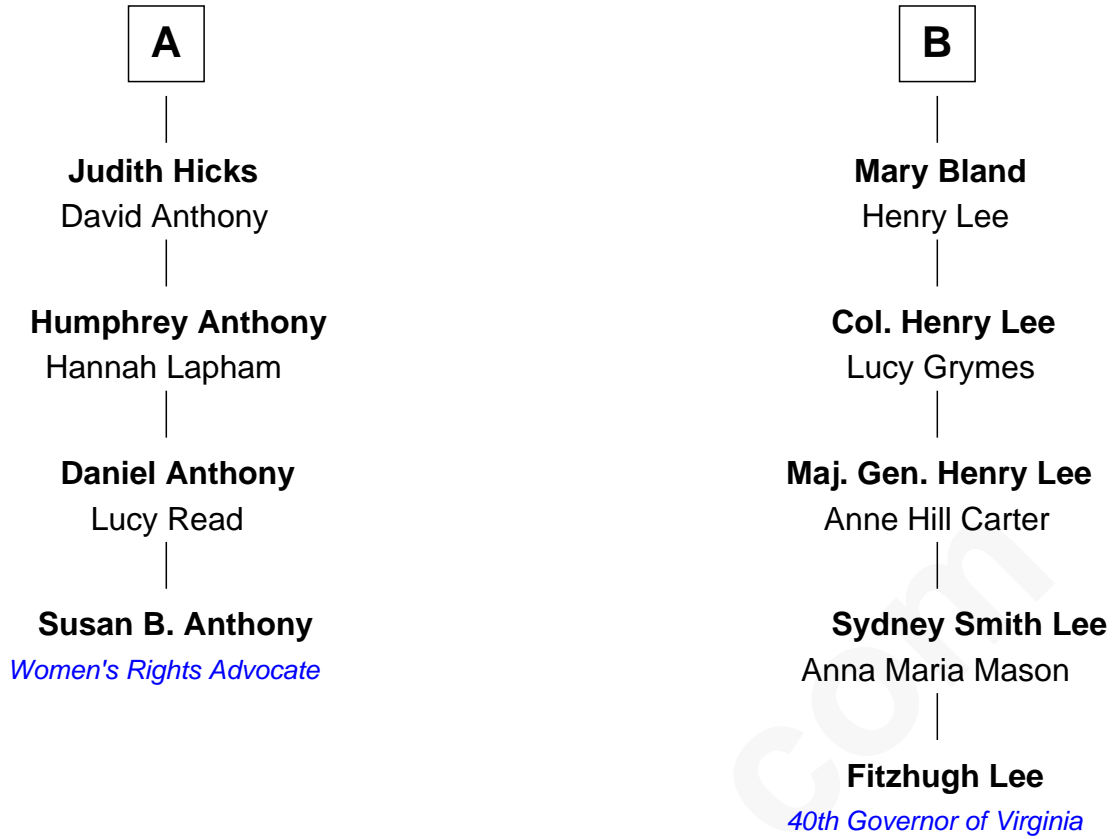 A
Judith Hicks
David Anthony
Humphrey Anthony
Hannah Lapham
Daniel Anthony
Lucy Read
Susan B. Anthony
Women's Rights Advocate
B
Mary Bland
Henry Lee
Col. Henry Lee
Lucy Grymes
Maj. Gen. Henry Lee
Anne Hill Carter
Sydney Smith Lee
Anna Maria Mason
Fitzhugh Lee
40th Governor of Virginia
com